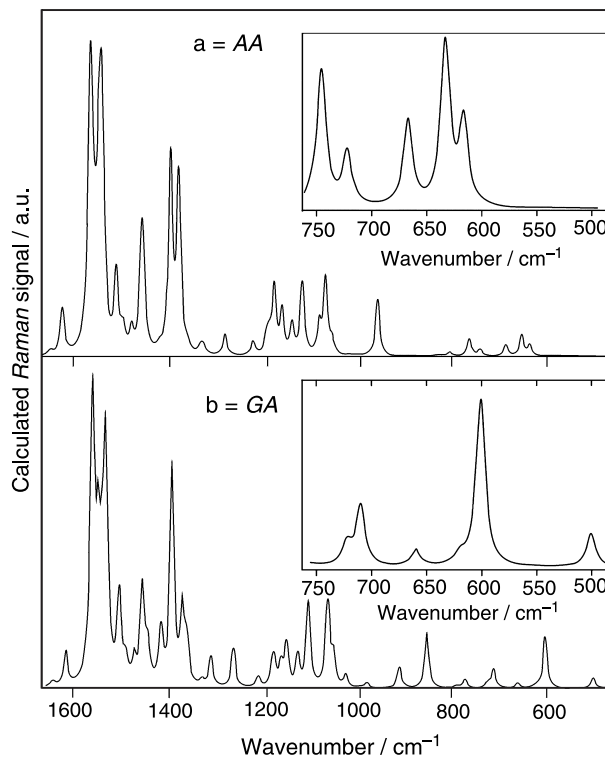 Calculated Raman signal / a.u.
a = AA
750 700 650 600 550 500
Wavenumber / cm⁻¹
b = GA
750 700 650 600 550 500
Wavenumber / cm⁻¹
1600 1400 1200 1000 800 600
Wavenumber / cm⁻¹